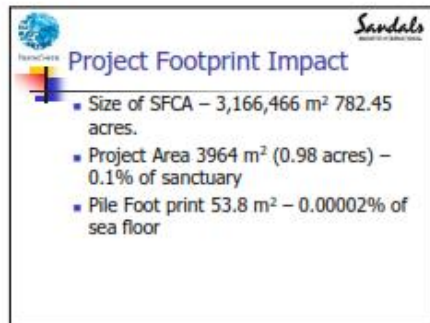 Sandals
Project Footprint Impact
Size of SFCA – 3,166,466 m² 782.45
acres.
Project Area 3964 m² (0.98 acres) –
0.1% of sanctuary
Pile Foot print 53.8 m² – 0.00002% of
sea floor